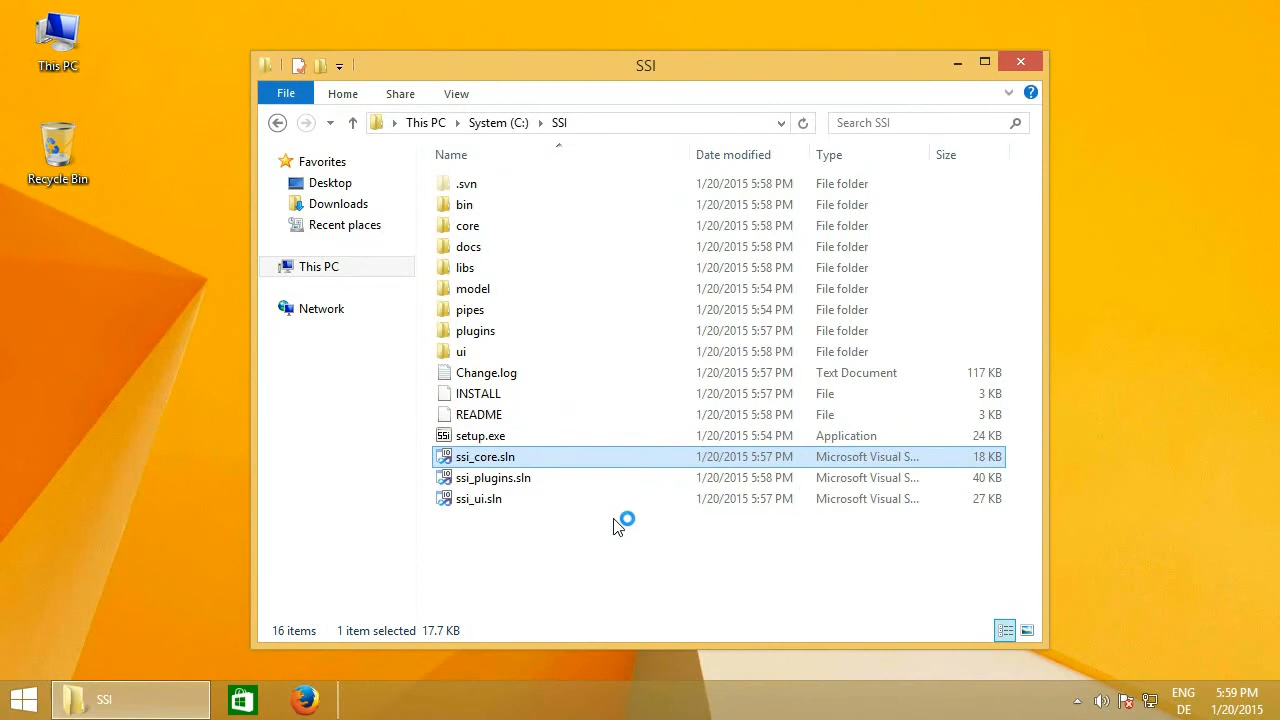 This PC
Recycle Bin
SSI
File Home Share View
This PC System (C:) SSI
Search SSI
Name Date modified Type Size
Favorites
Desktop
Downloads
Recent places
This PC
Network
.svn 1/20/2015 5:58 PM File folder
bin 1/20/2015 5:58 PM File folder
core 1/20/2015 5:58 PM File folder
docs 1/20/2015 5:58 PM File folder
libs 1/20/2015 5:58 PM File folder
model 1/20/2015 5:54 PM File folder
pipes 1/20/2015 5:54 PM File folder
plugins 1/20/2015 5:57 PM File folder
ui 1/20/2015 5:58 PM File folder
Change.log 1/20/2015 5:57 PM Text Document 117 KB
INSTALL 1/20/2015 5:57 PM File 3 KB
README 1/20/2015 5:58 PM File 3 KB
setup.exe 1/20/2015 5:54 PM Application 24 KB
ssi_core.sln 1/20/2015 5:57 PM Microsoft Visual S... 18 KB
ssi_plugins.sln 1/20/2015 5:57 PM Microsoft Visual S... 40 KB
ssi_ui.sln 1/20/2015 5:57 PM Microsoft Visual S... 27 KB
16 items 1 item selected 17.7 KB
SSI
ENG 5:59 PM
DE 1/20/2015